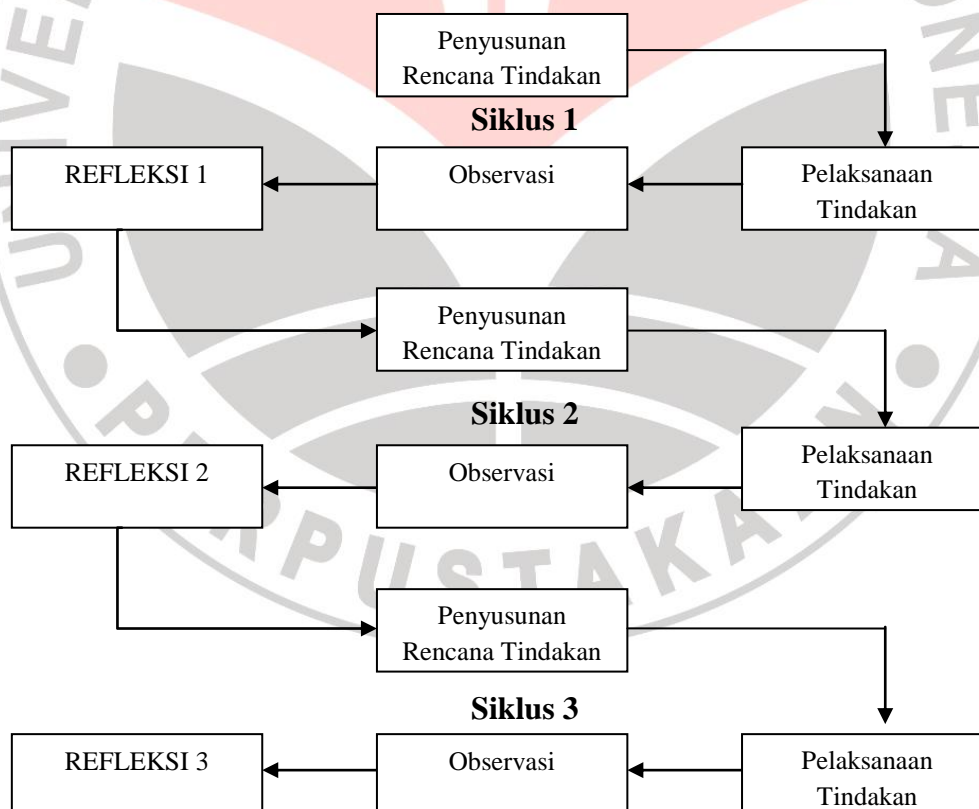 Penyusunan
Rencana Tindakan
Siklus 1
REFLEKSI 1
Observasi
Pelaksanaan
Tindakan
Penyusunan
Rencana Tindakan
Siklus 2
REFLEKSI 2
Observasi
Pelaksanaan
Tindakan
Penyusunan
Rencana Tindakan
Siklus 3
REFLEKSI 3
Observasi
Pelaksanaan
Tindakan